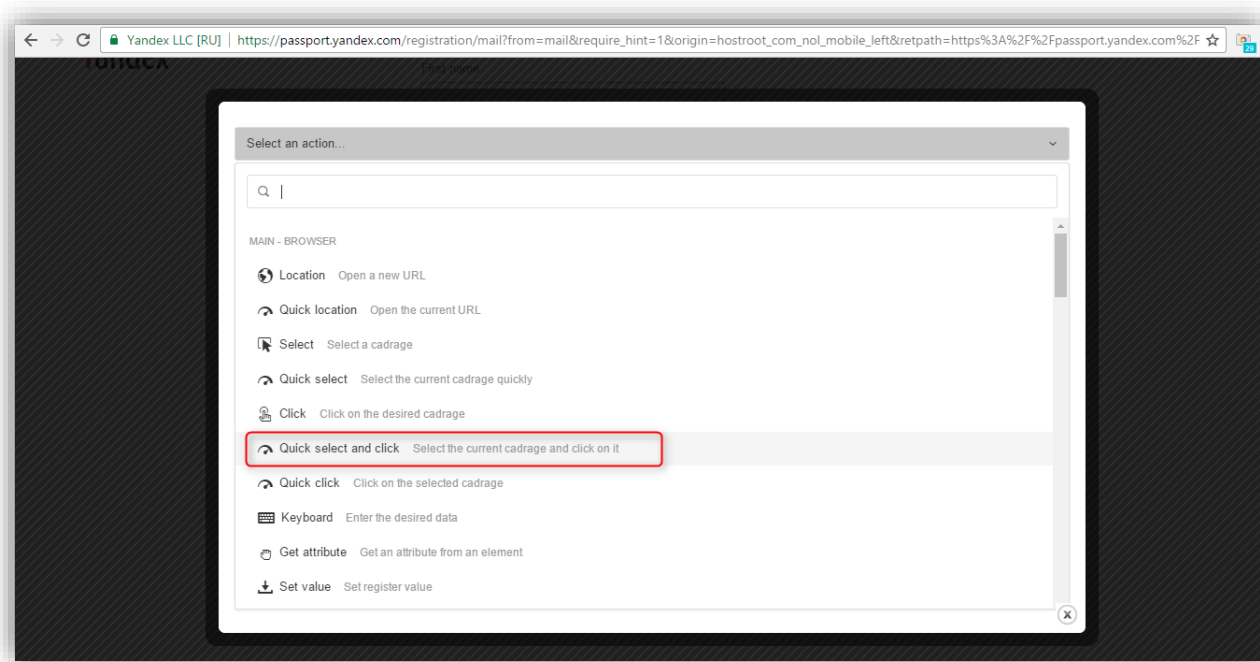 Yandex LLC [RU] | https://passport.yandex.com/registration/mail?from=mail&require_hint=1&origin=hostroot_com_nol_mobile_left&retpath=https%3A%2F%2Fpassport.yandex.com%2F
29
Yandex
First name
Select an action...
MAIN - BROWSER
Location Open a new URL
Quick location Open the current URL
Select Select a cadrage
Quick select Select the current cadrage quickly
Click Click on the desired cadrage
Quick select and click Select the current cadrage and click on it
Quick click Click on the selected cadrage
Keyboard Enter the desired data
Get attribute Get an attribute from an element
Set value Set register value
x